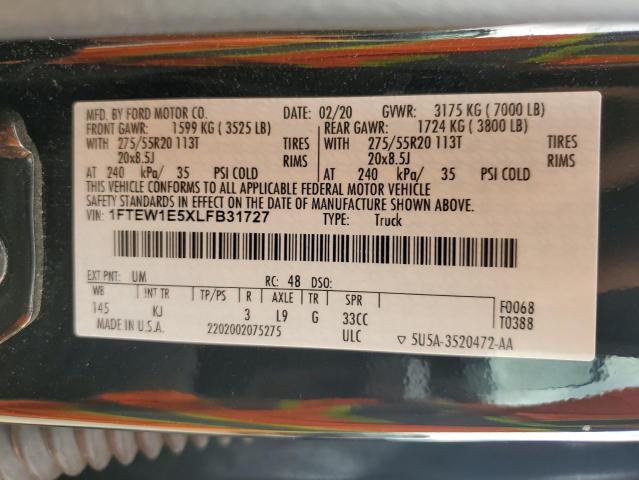 MFD. BY FORD MOTOR CO. DATE: 02/20 GVWR: 3175 KG ( 7000 LB)
FRONT GAWR: 1599 KG ( 3525 LB) REAR GAWR: 1724 KG ( 3800 LB)
WITH 275/55R20 113T TIRES WITH 275/55R20 113T TIRES
20x8.5J RIMS 20x8.5J RIMS
AT 240 kPa/ 35 PSI COLD AT 240 kPa/ 35 PSI COLD
THIS VEHICLE CONFORMS TO ALL APPLICABLE FEDERAL MOTOR VEHICLE
SAFETY STANDARDS IN EFFECT ON THE DATE OF MANUFACTURE SHOWN ABOVE.
VIN: 1FTEW1E5XLFB31727 TYPE: Truck
EXT PNT: UM RC: 48 DSO:
WB INT TR TP/PS R AXLE TR SPR F0068
145 KJ 3 L9 G 33CC T0388
MADE IN U.S.A. 2202002075275 ULC ▽ 5U5A-3520472-AA